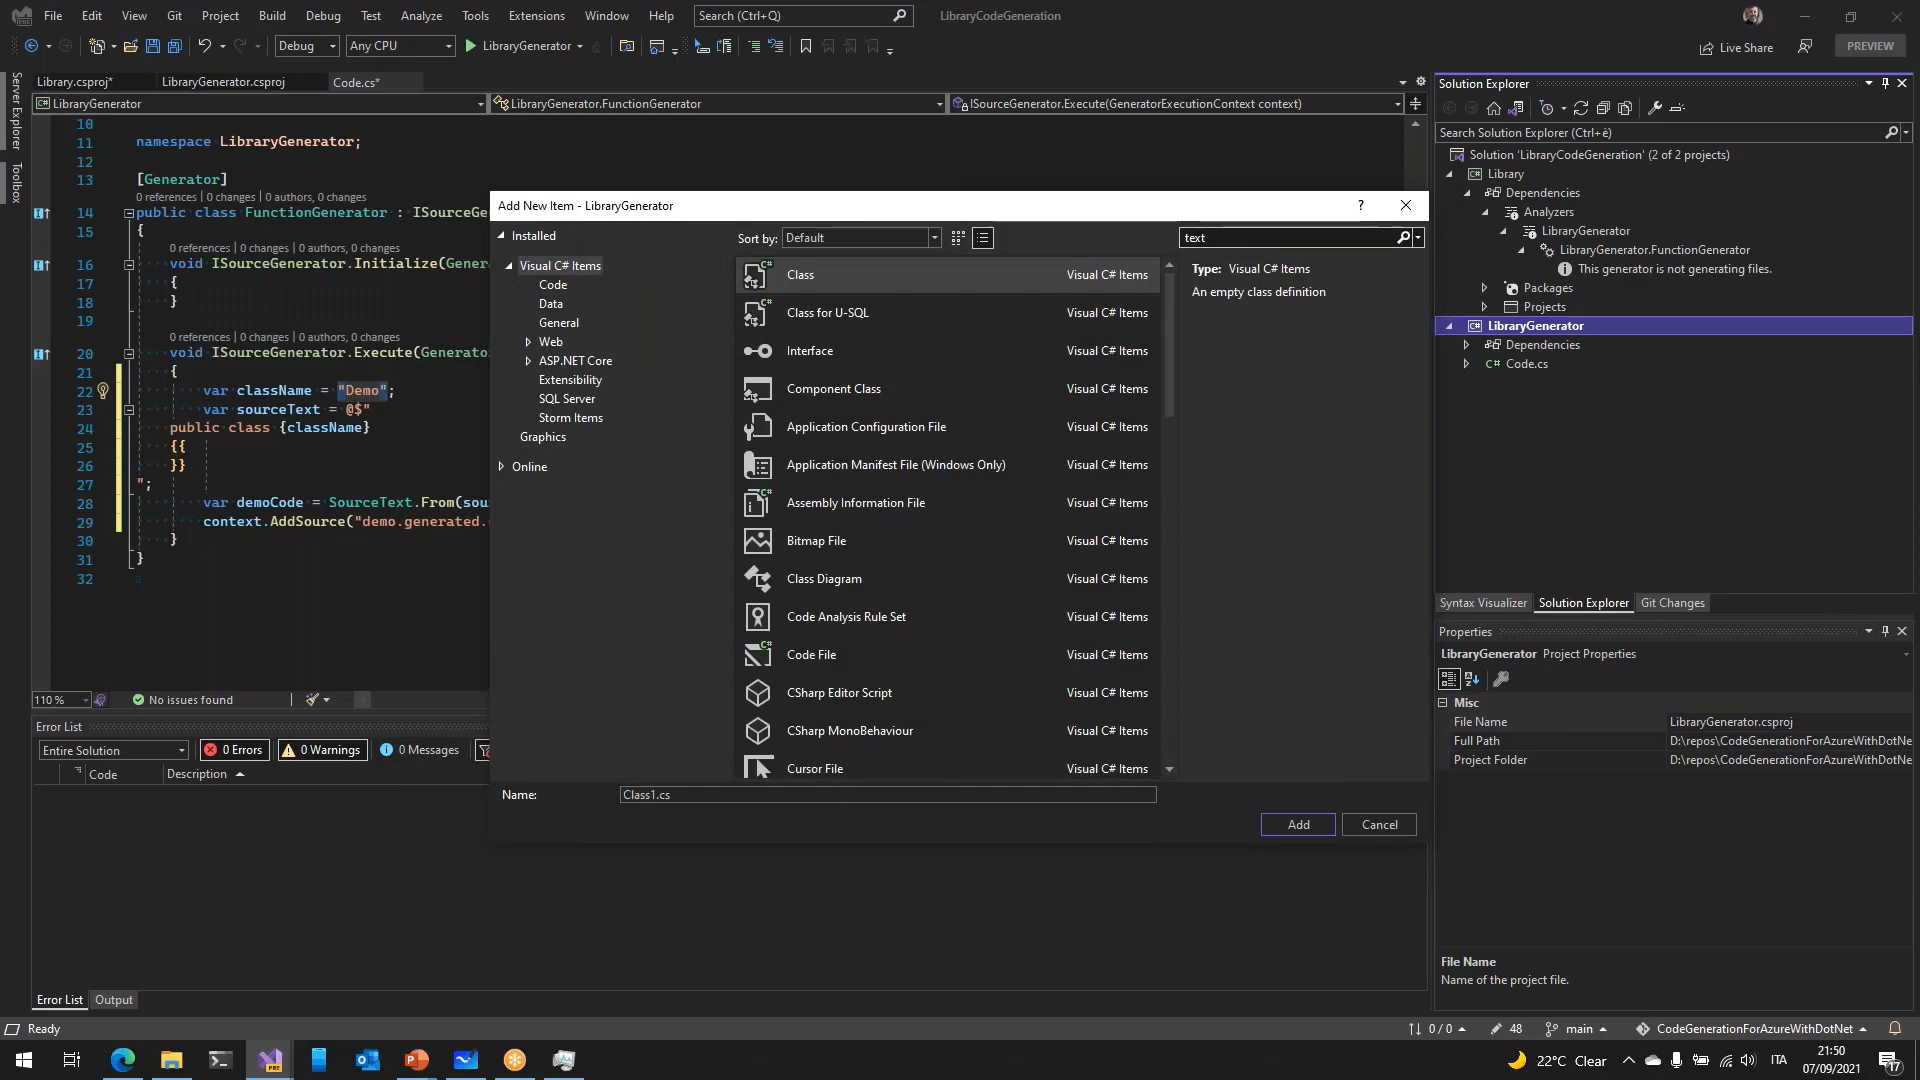 File Edit View Git Project Build Debug Test Analyze Tools Extensions Window Help Search (Ctrl+Q) LibraryCodeGeneration
Debug Any CPU LibraryGenerator Live Share PREVIEW
Server Explorer
Toolbox
Library.csproj* LibraryGenerator.csproj Code.cs*
LibraryGenerator LibraryGenerator.FunctionGenerator ISourceGenerator.Execute(GeneratorExecutionContext context)
10
11 namespace LibraryGenerator;
12
13 [Generator]
0 references | 0 changes | 0 authors, 0 changes
14 public class FunctionGenerator : ISourceGe
15 {
0 references | 0 changes | 0 authors, 0 changes
16 void ISourceGenerator.Initialize(Gener
17 {
18 }
19
0 references | 0 changes | 0 authors, 0 changes
20 void ISourceGenerator.Execute(Generato
21 {
22 var className = "Demo";
23 var sourceText = @$"
24 public class {className}
25 {{
26 }}
27 ";
28 var demoCode = SourceText.From(sou
29 context.AddSource("demo.generated.
30 }
31 }
32
110 % No issues found
Error List
Entire Solution 0 Errors 0 Warnings 0 Messages
Code Description
Error List Output
Add New Item - LibraryGenerator ?
Installed
Visual C# Items
Code
Data
General
Web
ASP.NET Core
Extensibility
SQL Server
Storm Items
Graphics
Online
Sort by: Default
text
Class Visual C# Items
Class for U-SQL Visual C# Items
Interface Visual C# Items
Component Class Visual C# Items
Application Configuration File Visual C# Items
Application Manifest File (Windows Only) Visual C# Items
Assembly Information File Visual C# Items
Bitmap File Visual C# Items
Class Diagram Visual C# Items
Code Analysis Rule Set Visual C# Items
Code File Visual C# Items
CSharp Editor Script Visual C# Items
CSharp MonoBehaviour Visual C# Items
Cursor File Visual C# Items
Type: Visual C# Items
An empty class definition
Name: Class1.cs
Add Cancel
Solution Explorer
Search Solution Explorer (Ctrl+è)
Solution 'LibraryCodeGeneration' (2 of 2 projects)
Library
Dependencies
Analyzers
LibraryGenerator
LibraryGenerator.FunctionGenerator
This generator is not generating files.
Packages
Projects
LibraryGenerator
Dependencies
C# Code.cs
Syntax Visualizer Solution Explorer Git Changes
Properties
LibraryGenerator Project Properties
Misc
File Name LibraryGenerator.csproj
Full Path D:\repos\CodeGenerationForAzureWithDotNe
Project Folder D:\repos\CodeGenerationForAzureWithDotNe
File Name
Name of the project file.
Ready 0 / 0 48 main CodeGenerationForAzureWithDotNet
22°C Clear ITA 21:50
07/09/2021 17